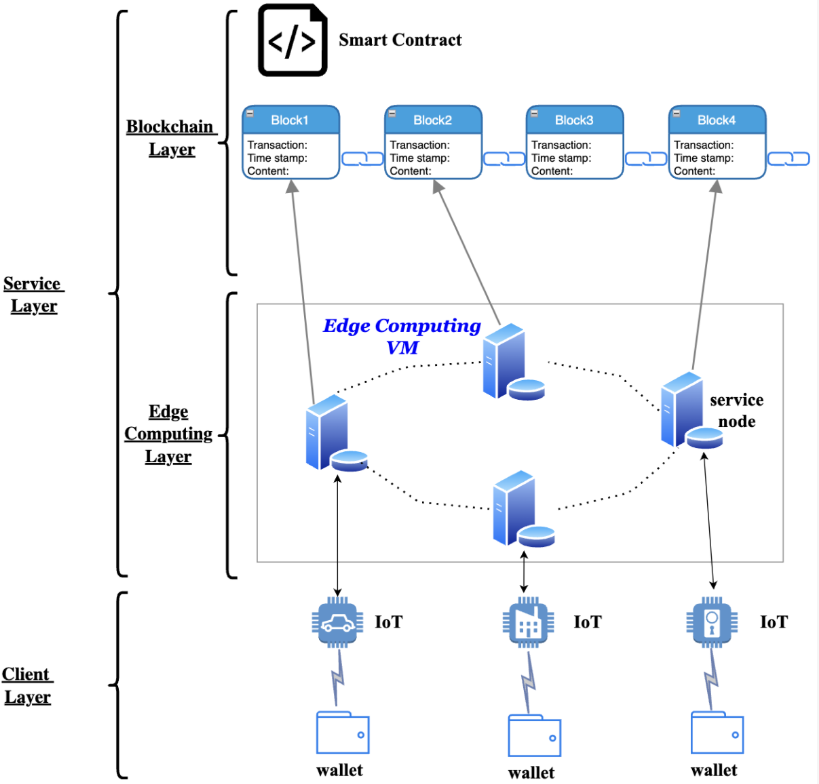 </>
Smart Contract
Block1
Block2
Block3
Block4
Transaction:
Time stamp:
Content:
Transaction:
Time stamp:
Content:
Transaction:
Time stamp:
Content:
Transaction:
Time stamp:
Content:
Blockchain
Layer
Service
Layer
Edge Computing
VM
service
node
Edge
Computing
Layer
IoT
IoT
IoT
Client
Layer
wallet
wallet
wallet